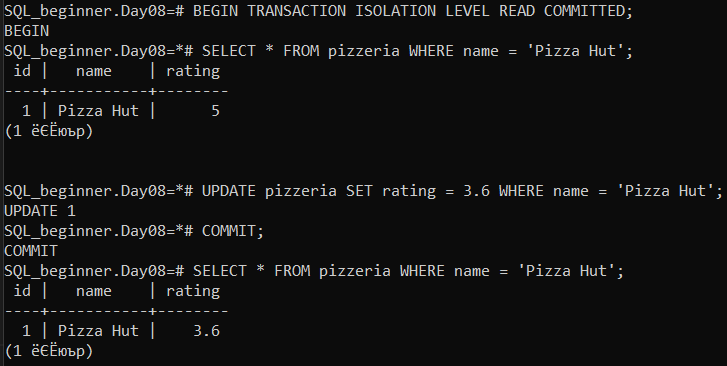 SQL_beginner.Day08=# BEGIN TRANSACTION ISOLATION LEVEL READ COMMITTED;
BEGIN
SQL_beginner.Day08=*# SELECT * FROM pizzeria WHERE name = 'Pizza Hut';
 id |   name    | rating
----+-----------+--------
  1 | Pizza Hut |      5
(1 ёЄЁюър)
SQL_beginner.Day08=*# UPDATE pizzeria SET rating = 3.6 WHERE name = 'Pizza Hut';
UPDATE 1
SQL_beginner.Day08=*# COMMIT;
COMMIT
SQL_beginner.Day08=# SELECT * FROM pizzeria WHERE name = 'Pizza Hut';
 id |   name    | rating
----+-----------+--------
  1 | Pizza Hut |    3.6
(1 ёЄЁюър)